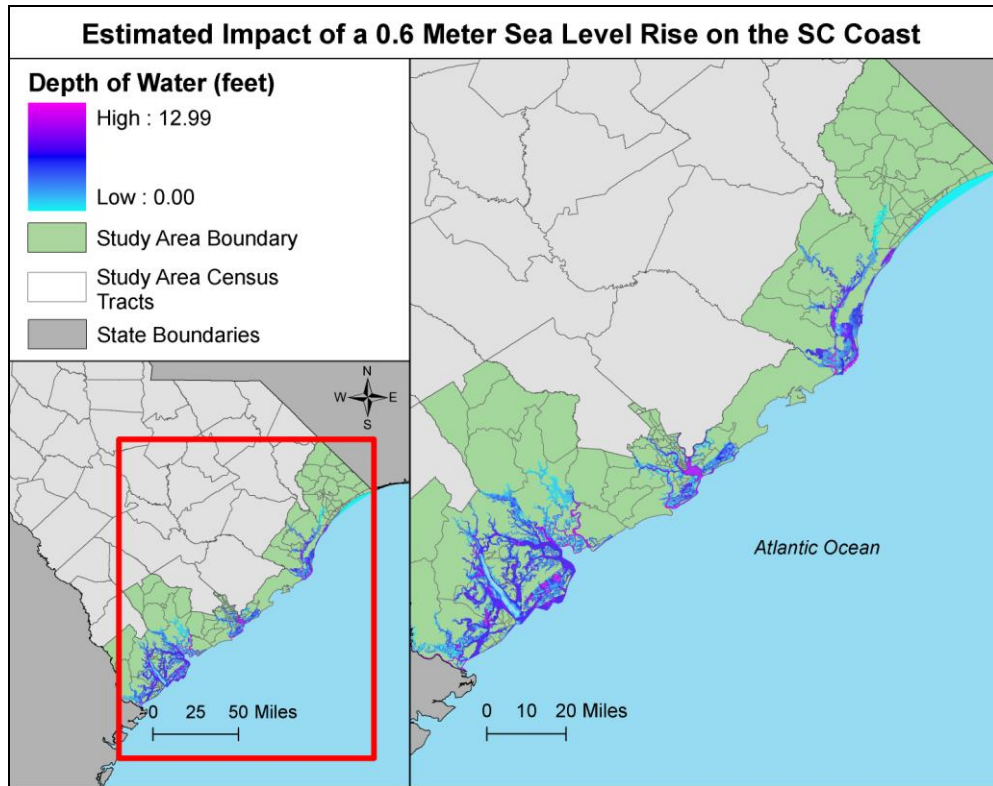 Estimated Impact of a 0.6 Meter Sea Level Rise on the SC Coast
Depth of Water (feet)
High : 12.99
Low : 0.00
Study Area Boundary
Study Area Census
Tracts
State Boundaries
N
W E
S
0 25 50 Miles
Atlantic Ocean
0 10 20 Miles